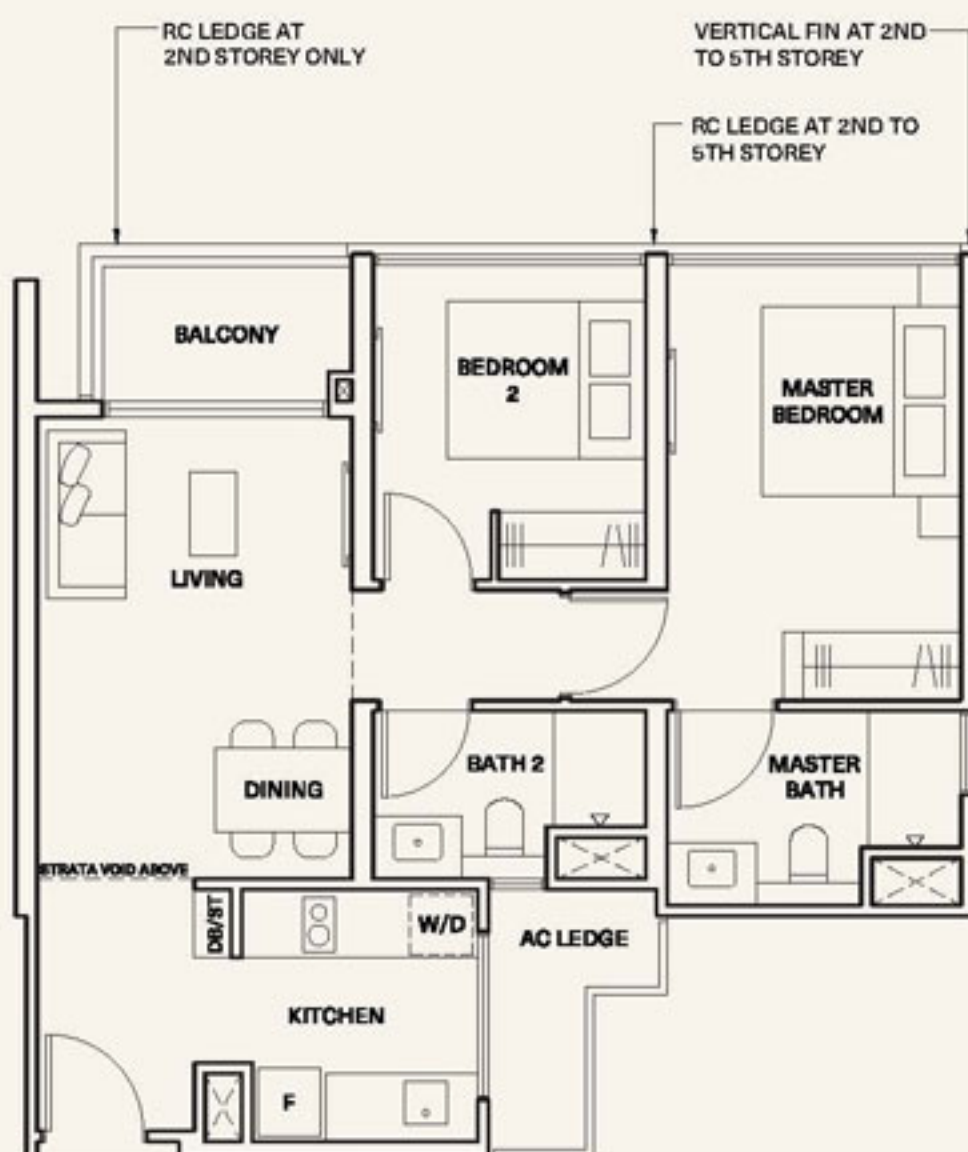 RC LEDGE AT
2ND STOREY ONLY
VERTICAL FIN AT 2ND
TO 5TH STOREY
RC LEDGE AT 2ND TO
5TH STOREY
BALCONY
BEDROOM
2
MASTER
BEDROOM
LIVING
DINING
BATH 2
MASTER
BATH
STRATA VOID ABOVE
DB/ST
W/D
AC LEDGE
KITCHEN
F